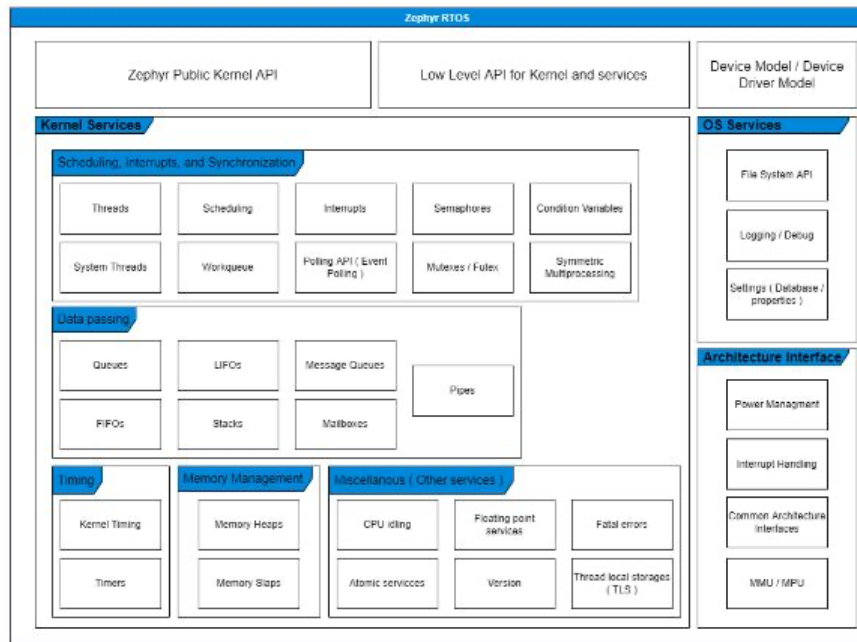 Zephyr RTOS
Zephyr Public Kernel API
Low Level API for Kernel and services
Device Model / Device
Driver Model
Kernel Services
Scheduling, Interrupts, and Synchronization
Threads
Scheduling
Interrupts
Semaphores
Condition Variables
System Threads
Workqueue
Polling API ( Event
Polling )
Mutexes / Futex
Symmetric
Multiprocessing
Data passing
Queues
LIFOs
Message Queues
Pipes
FIFOs
Stacks
Mailboxes
Timing
Kernel Timing
Timers
Memory Management
Memory Heaps
Memory Slaps
Miscellanous ( Other services )
CPU idling
Floating point
services
Fatal errors
Atomic servicces
Version
Thread local storages
( TLS )
OS Services
File System API
Logging / Debug
Settings ( Database /
properties )
Architecture Interface
Power Managment
Interrupt Handling
Common Architecture
Interfaces
MMU / MPU